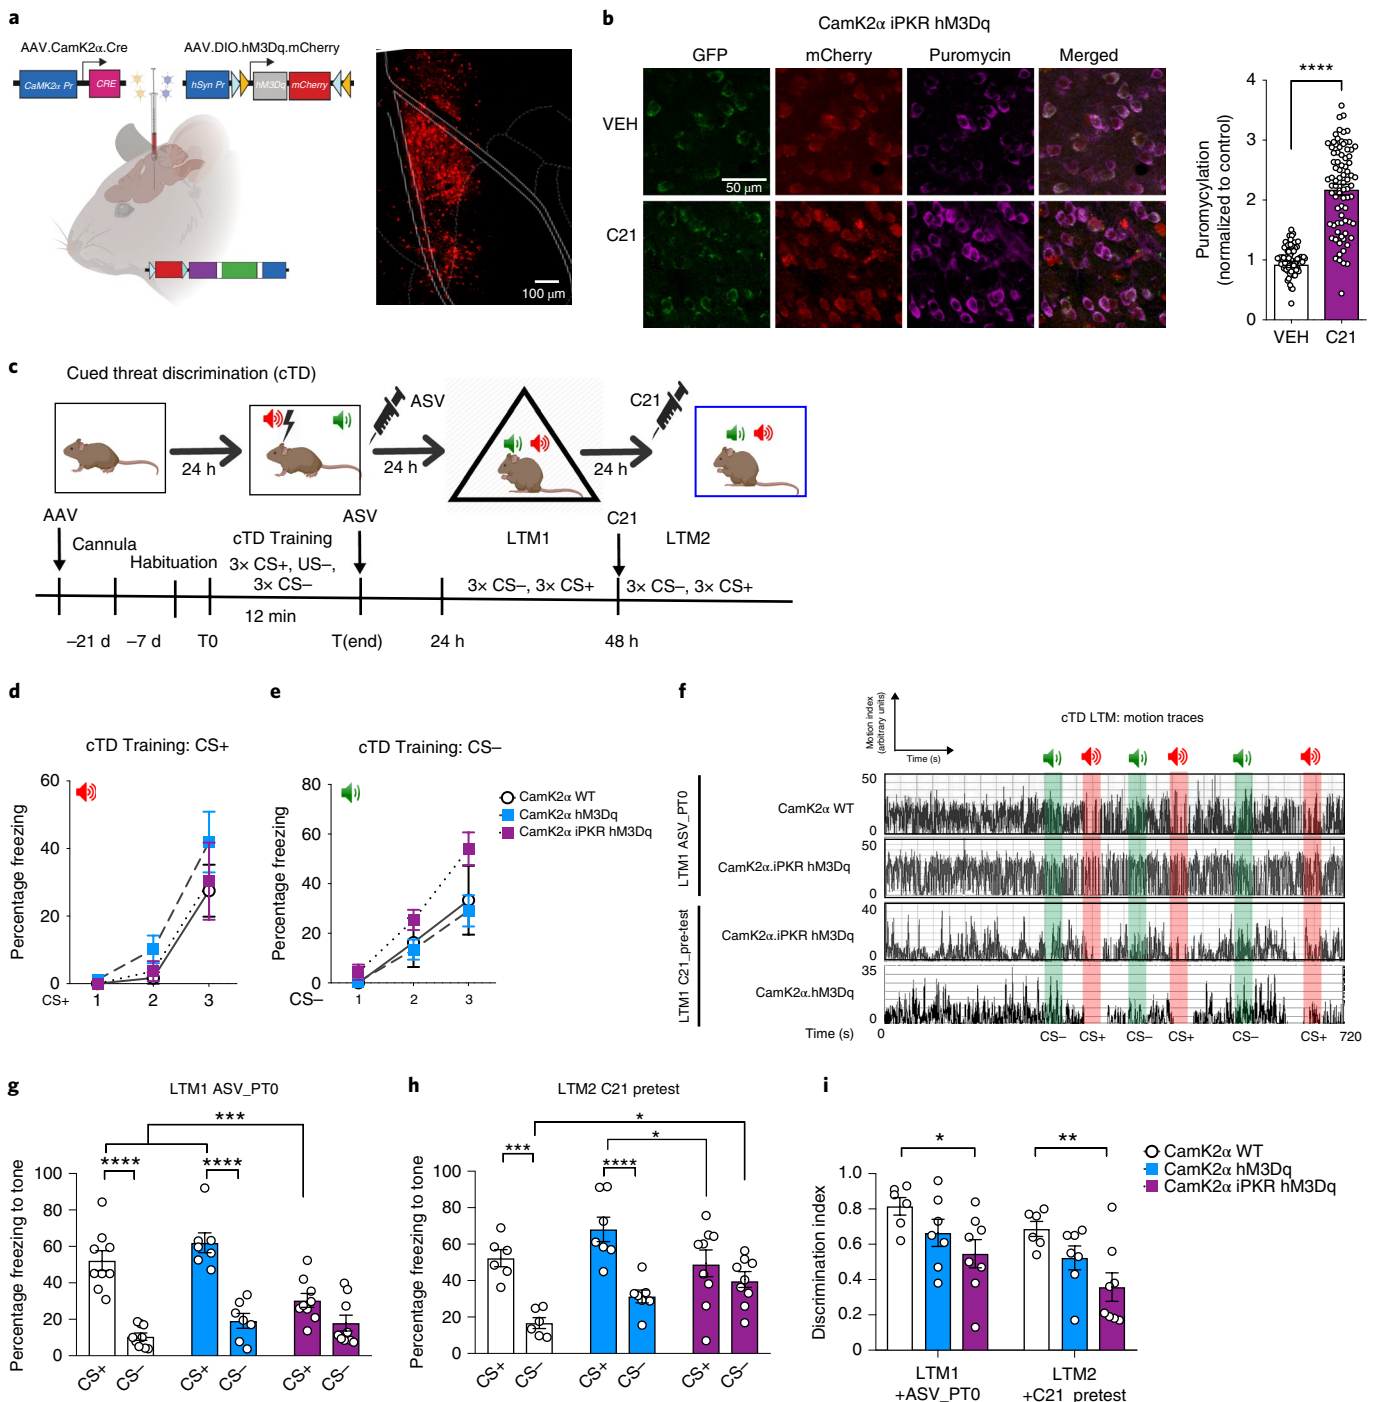 a
AAV.CamK2α.Cre
AAV.DIO.hM3Dq.mCherry
CaMK2α Pr
CRE
hSyn Pr
hM3Dq
mCherry
100 μm
b
CamK2α iPKR hM3Dq
GFP
mCherry
Puromycin
Merged
VEH
50 μm
C21
****
Puromycylation
(normalized to control)
4
3
2
1
0
VEH
C21
c
Cued threat discrimination (cTD)
24 h
ASV
24 h
C21
24 h
AAV
Cannula
Habituation
cTD Training
3× CS+, US–,
3× CS–
ASV
LTM1
C21
LTM2
3× CS–, 3× CS+
3× CS–, 3× CS+
12 min
–21 d
–7 d
T0
T(end)
24 h
48 h
d
cTD Training: CS+
Percentage freezing
60
40
20
0
CS+
1
2
3
e
cTD Training: CS–
Percentage freezing
80
60
40
20
0
CS–
1
2
3
CamK2α WT
CamK2α hM3Dq
CamK2α iPKR hM3Dq
f
Motion index
(arbitrary units)
Time (s)
cTD LTM: motion traces
LTM1 ASV_PT0
LTM1 C21_pre-test
CamK2α WT
50
0
CamK2α.iPKR hM3Dq
50
0
CamK2α.iPKR hM3Dq
40
0
CamK2α.hM3Dq
35
0
Time (s)
0
CS–
CS+
CS–
CS+
CS–
CS+
720
g
LTM1 ASV_PT0
***
****
****
Percentage freezing to tone
100
80
60
40
20
0
CS+
CS–
CS+
CS–
CS+
CS–
h
LTM2 C21 pretest
*
*
***
****
Percentage freezing to tone
100
80
60
40
20
0
CS+
CS–
CS+
CS–
CS+
CS–
i
*
**
Discrimination index
1.0
0.8
0.6
0.4
0.2
0
LTM1
+ASV_PT0
LTM2
+C21_pretest
CamK2α WT
CamK2α hM3Dq
CamK2α iPKR hM3Dq